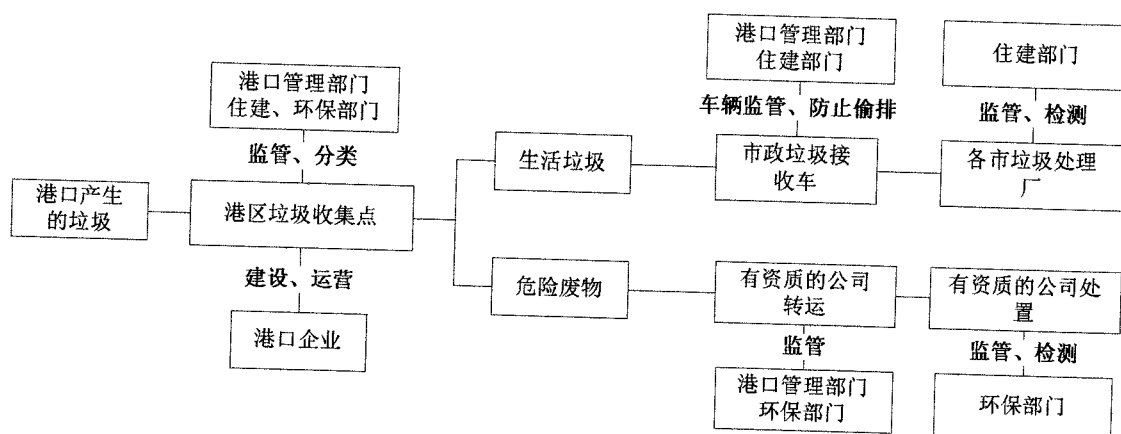 港口管理部门
住建、环保部门
监管、分类
港口产生
的垃圾
港区垃圾收集点
建设、运营
港口企业
生活垃圾
危险废物
港口管理部门
住建部门
车辆监管、防止偷排
市政垃圾接
收车
住建部门
监管、检测
各市垃圾处理
厂
有资质的公司
转运
监管
港口管理部门
环保部门
有资质的公司处
置
监管、检测
环保部门